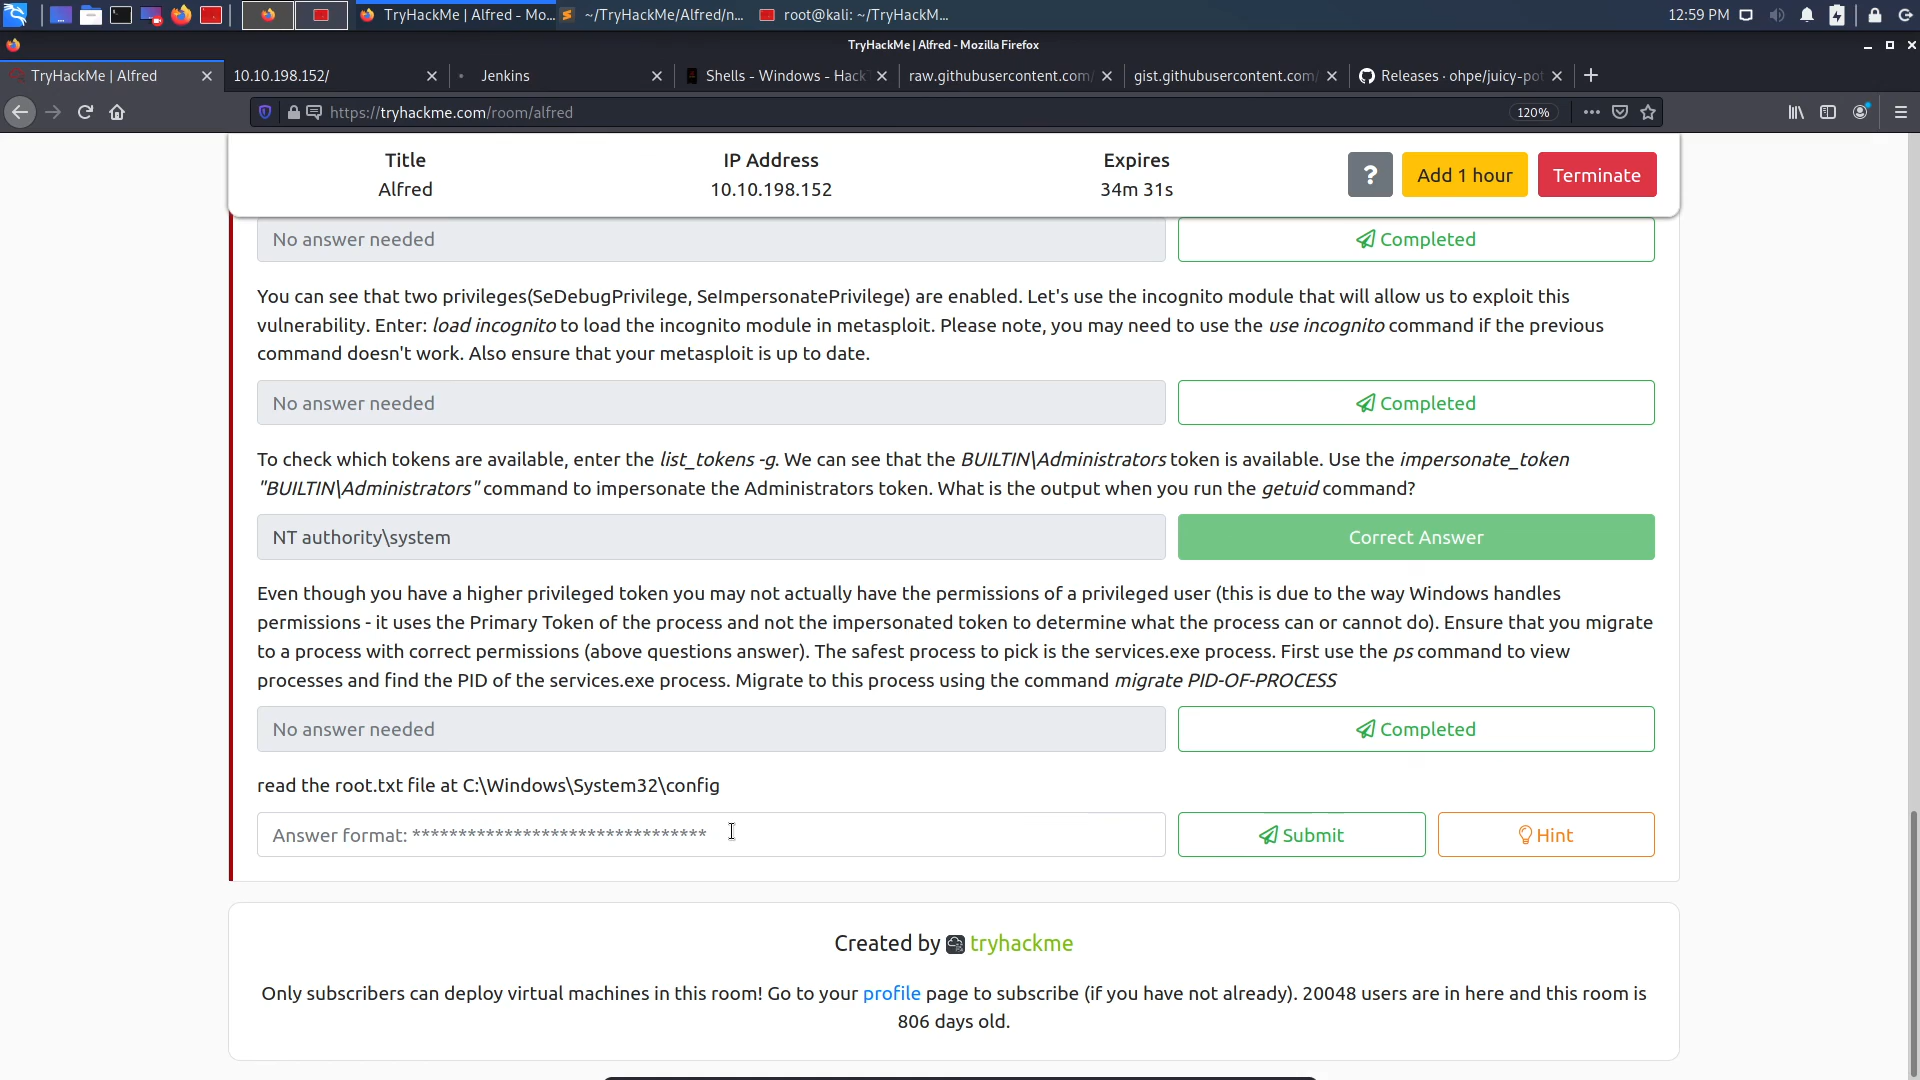 TryHackMe | Alfred - Mo...
~/TryHackMe/Alfred/n...
root@kali: ~/TryHackM...
12:59 PM
TryHackMe | Alfred - Mozilla Firefox
TryHackMe | Alfred
10.10.198.152/
Jenkins
Shells - Windows - Hack
raw.githubusercontent.com/
gist.githubusercontent.com/
Releases · ohpe/juicy-pot
https://tryhackme.com/room/alfred
120%
Title
IP Address
Expires
Alfred
10.10.198.152
34m 31s
?
Add 1 hour
Terminate
No answer needed
Completed
You can see that two privileges(SeDebugPrivilege, SeImpersonatePrivilege) are enabled. Let's use the incognito module that will allow us to exploit this
vulnerability. Enter: load incognito to load the incognito module in metasploit. Please note, you may need to use the use incognito command if the previous
command doesn't work. Also ensure that your metasploit is up to date.
No answer needed
Completed
To check which tokens are available, enter the list_tokens -g. We can see that the BUILTIN\Administrators token is available. Use the impersonate_token
"BUILTIN\Administrators" command to impersonate the Administrators token. What is the output when you run the getuid command?
NT authority\system
Correct Answer
Even though you have a higher privileged token you may not actually have the permissions of a privileged user (this is due to the way Windows handles
permissions - it uses the Primary Token of the process and not the impersonated token to determine what the process can or cannot do). Ensure that you migrate
to a process with correct permissions (above questions answer). The safest process to pick is the services.exe process. First use the ps command to view
processes and find the PID of the services.exe process. Migrate to this process using the command migrate PID-OF-PROCESS
No answer needed
Completed
read the root.txt file at C:\Windows\System32\config
Answer format: ********************************
Submit
Hint
Created by tryhackme
Only subscribers can deploy virtual machines in this room! Go to your profile page to subscribe (if you have not already). 20048 users are in here and this room is
806 days old.